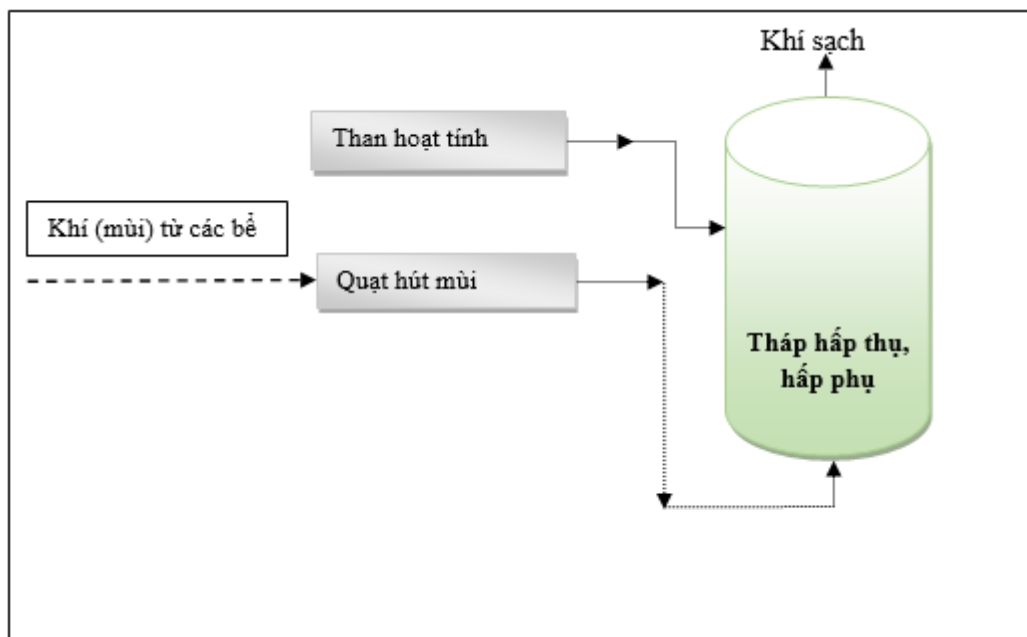 Khí sạch
Than hoạt tính
Khí (mùi) từ các bể
Quạt hút mùi
Tháp hấp thụ,
hấp phụ